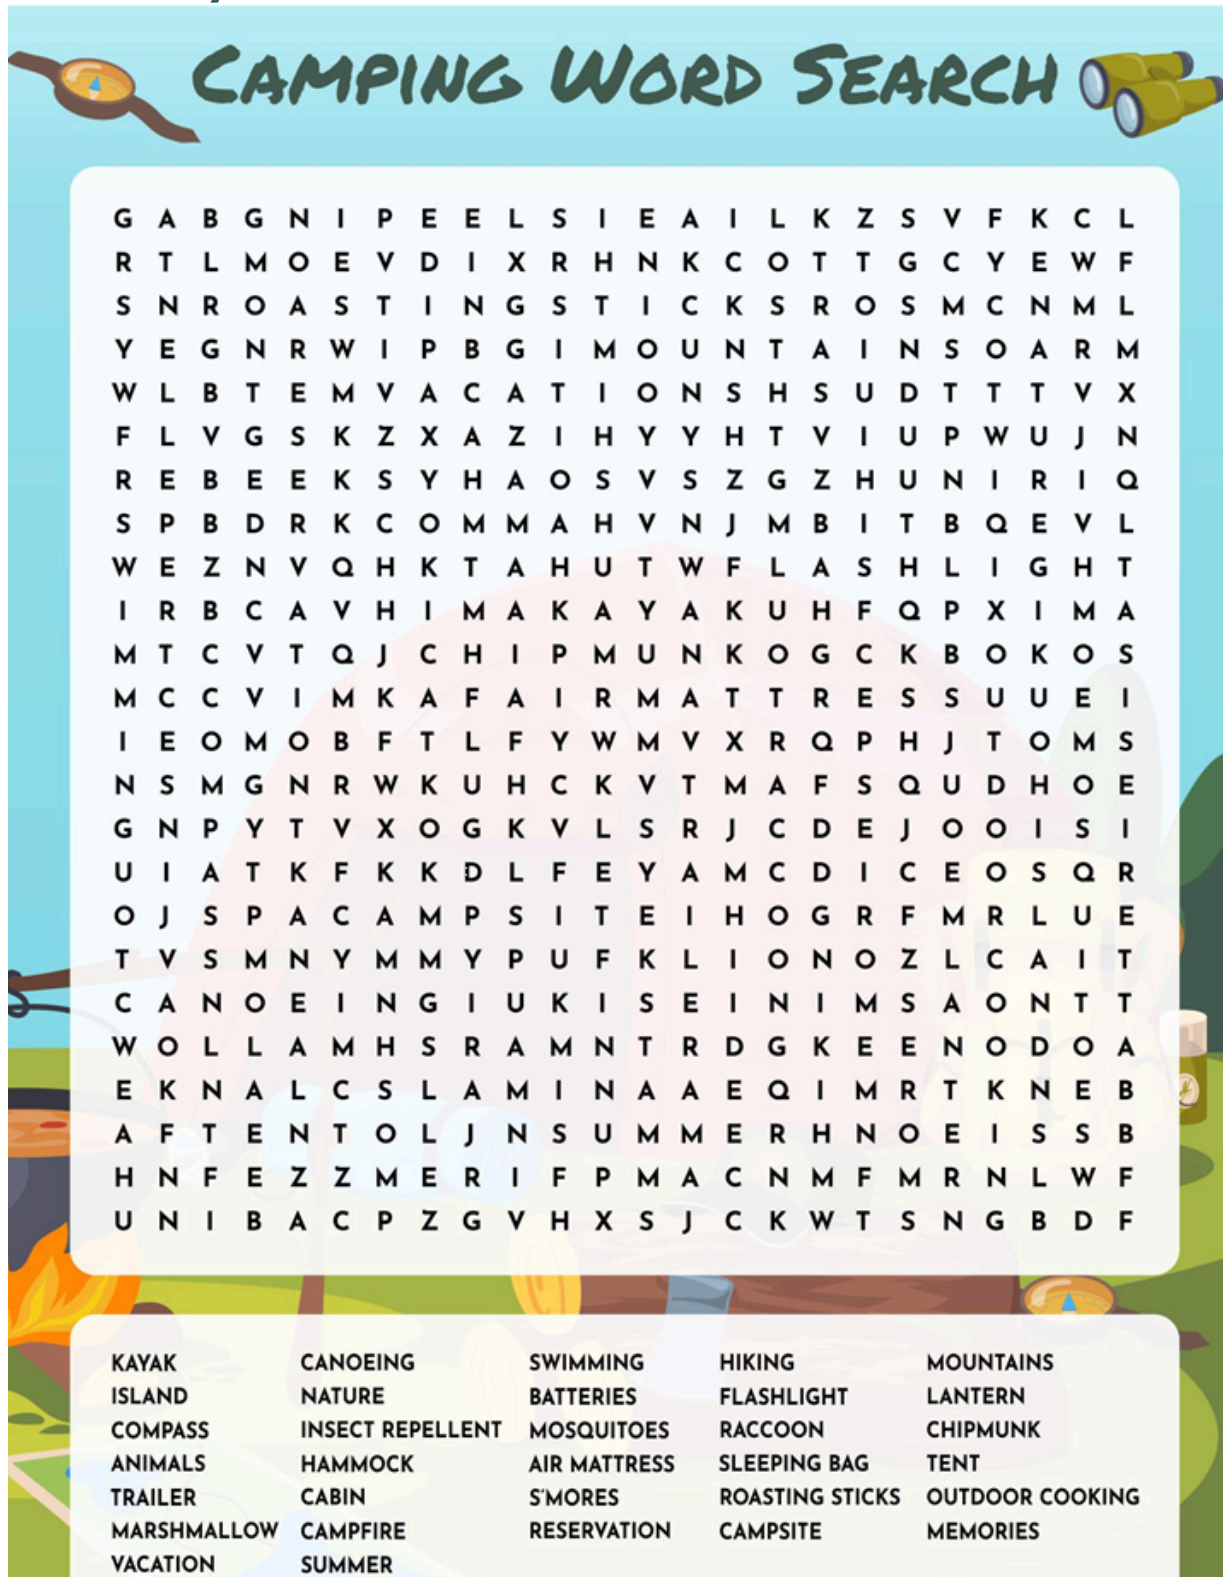 CAMPING WORD SEARCH
G A B G N I P E E L S I E A I L K Z S V F K C L
R T L M O E V D I X R H N K C O T T G C Y E W F
S N R O A S T I N G S T I C K S R O S M C N M L
Y E G N R W I P B G I M O U N T A I N S O A R M
W L B T E M V A C A T I O N S H S U D T T T V X
F L V G S K Z X A Z I H Y Y H T V I U P W U J N
R E B E E K S Y H A O S V S Z G Z H U N I R I Q
S P B D R K C O M M A H V N J M B I T B Q E V L
W E Z N V Q H K T A H U T W F L A S H L I G H T
I R B C A V H I M A K A Y A K U H F Q P X I M A
M T C V T Q J C H I P M U N K O G C K B O K O S
M C C V I M K A F A I R M A T T R E S S U U E I
I E O M O B F T L F Y W M V X R Q P H J T O M S
N S M G N R W K U H C K V T M A F S Q U D H O E
G N P Y T V X O G K V L S R J C D E J O O I S I
U I A T K F K K D L F E Y A M C D I C E O S Q R
O J S P A C A M P S I T E I H O G R F M R L U E
T V S M N Y M M Y P U F K L I O N O Z L C A I T
C A N O E I N G I U K I S E I N I M S A O N T T
W O L L A M H S R A M N T R D G K E E N O D O A
E K N A L C S L A M I N A A E Q I M R T K N E B
A F T E N T O L J N S U M M E R H N O E I S S B
H N F E Z Z M E R I F P M A C N M F M R N L W F
U N I B A C P Z G V H X S J C K W T S N G B D F
KAYAK CANOEING SWIMMING HIKING MOUNTAINS
ISLAND NATURE BATTERIES FLASHLIGHT LANTERN
COMPASS INSECT REPELLENT MOSQUITOES RACCOON CHIPMUNK
ANIMALS HAMMOCK AIR MATTRESS SLEEPING BAG TENT
TRAILER CABIN S'MORES ROASTING STICKS OUTDOOR COOKING
MARSHMALLOW CAMPFIRE RESERVATION CAMPSITE MEMORIES
VACATION SUMMER